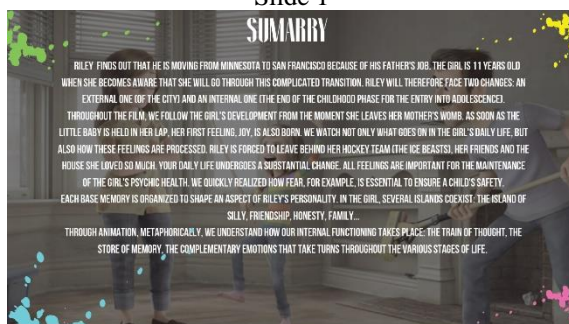 Slide 1
SUMARRY
RILEY FINDS OUT THAT HE IS MOVING FROM MINNESOTA TO SAN FRANCISCO BECAUSE OF HIS FATHER'S JOB. THE GIRL IS 11 YEARS OLD
WHEN SHE BECOMES AWARE THAT SHE WILL GO THROUGH THIS COMPLICATED TRANSITION. RILEY WILL THEREFORE FACE TWO CHANGES: AN
EXTERNAL ONE (OF THE CITY) AND AN INTERNAL ONE (THE END OF THE CHILDHOOD PHASE FOR THE ENTRY INTO ADOLESCENCE).
THROUGHOUT THE FILM, WE FOLLOW THE GIRL'S DEVELOPMENT FROM THE MOMENT SHE LEAVES HER MOTHER'S WOMB. AS SOON AS THE
LITTLE BABY IS HELD IN HER LAP, HER FIRST FEELING, JOY, IS ALSO BORN. WE WATCH NOT ONLY WHAT GOES ON IN THE GIRL'S DAILY LIFE, BUT
ALSO HOW THESE FEELINGS ARE PROCESSED. RILEY IS FORCED TO LEAVE BEHIND HER HOCKEY TEAM (THE ICE BEASTS), HER FRIENDS AND THE
HOUSE SHE LOVED SO MUCH. YOUR DAILY LIFE UNDERGOES A SUBSTANTIAL CHANGE. ALL FEELINGS ARE IMPORTANT FOR THE MAINTENANCE
OF THE GIRL'S PSYCHIC HEALTH. WE QUICKLY REALIZED HOW FEAR, FOR EXAMPLE, IS ESSENTIAL TO ENSURE A CHILD'S SAFETY.
EACH BASE MEMORY IS ORGANIZED TO SHAPE AN ASPECT OF RILEY'S PERSONALITY. IN THE GIRL, SEVERAL ISLANDS COEXIST: THE ISLAND OF
SILLY, FRIENDSHIP, HONESTY, FAMILY...
THROUGH ANIMATION, METAPHORICALLY, WE UNDERSTAND HOW OUR INTERNAL FUNCTIONING TAKES PLACE: THE TRAIN OF THOUGHT, THE
STORE OF MEMORY, THE COMPLEMENTARY EMOTIONS THAT TAKE TURNS THROUGHOUT THE VARIOUS STAGES OF LIFE.